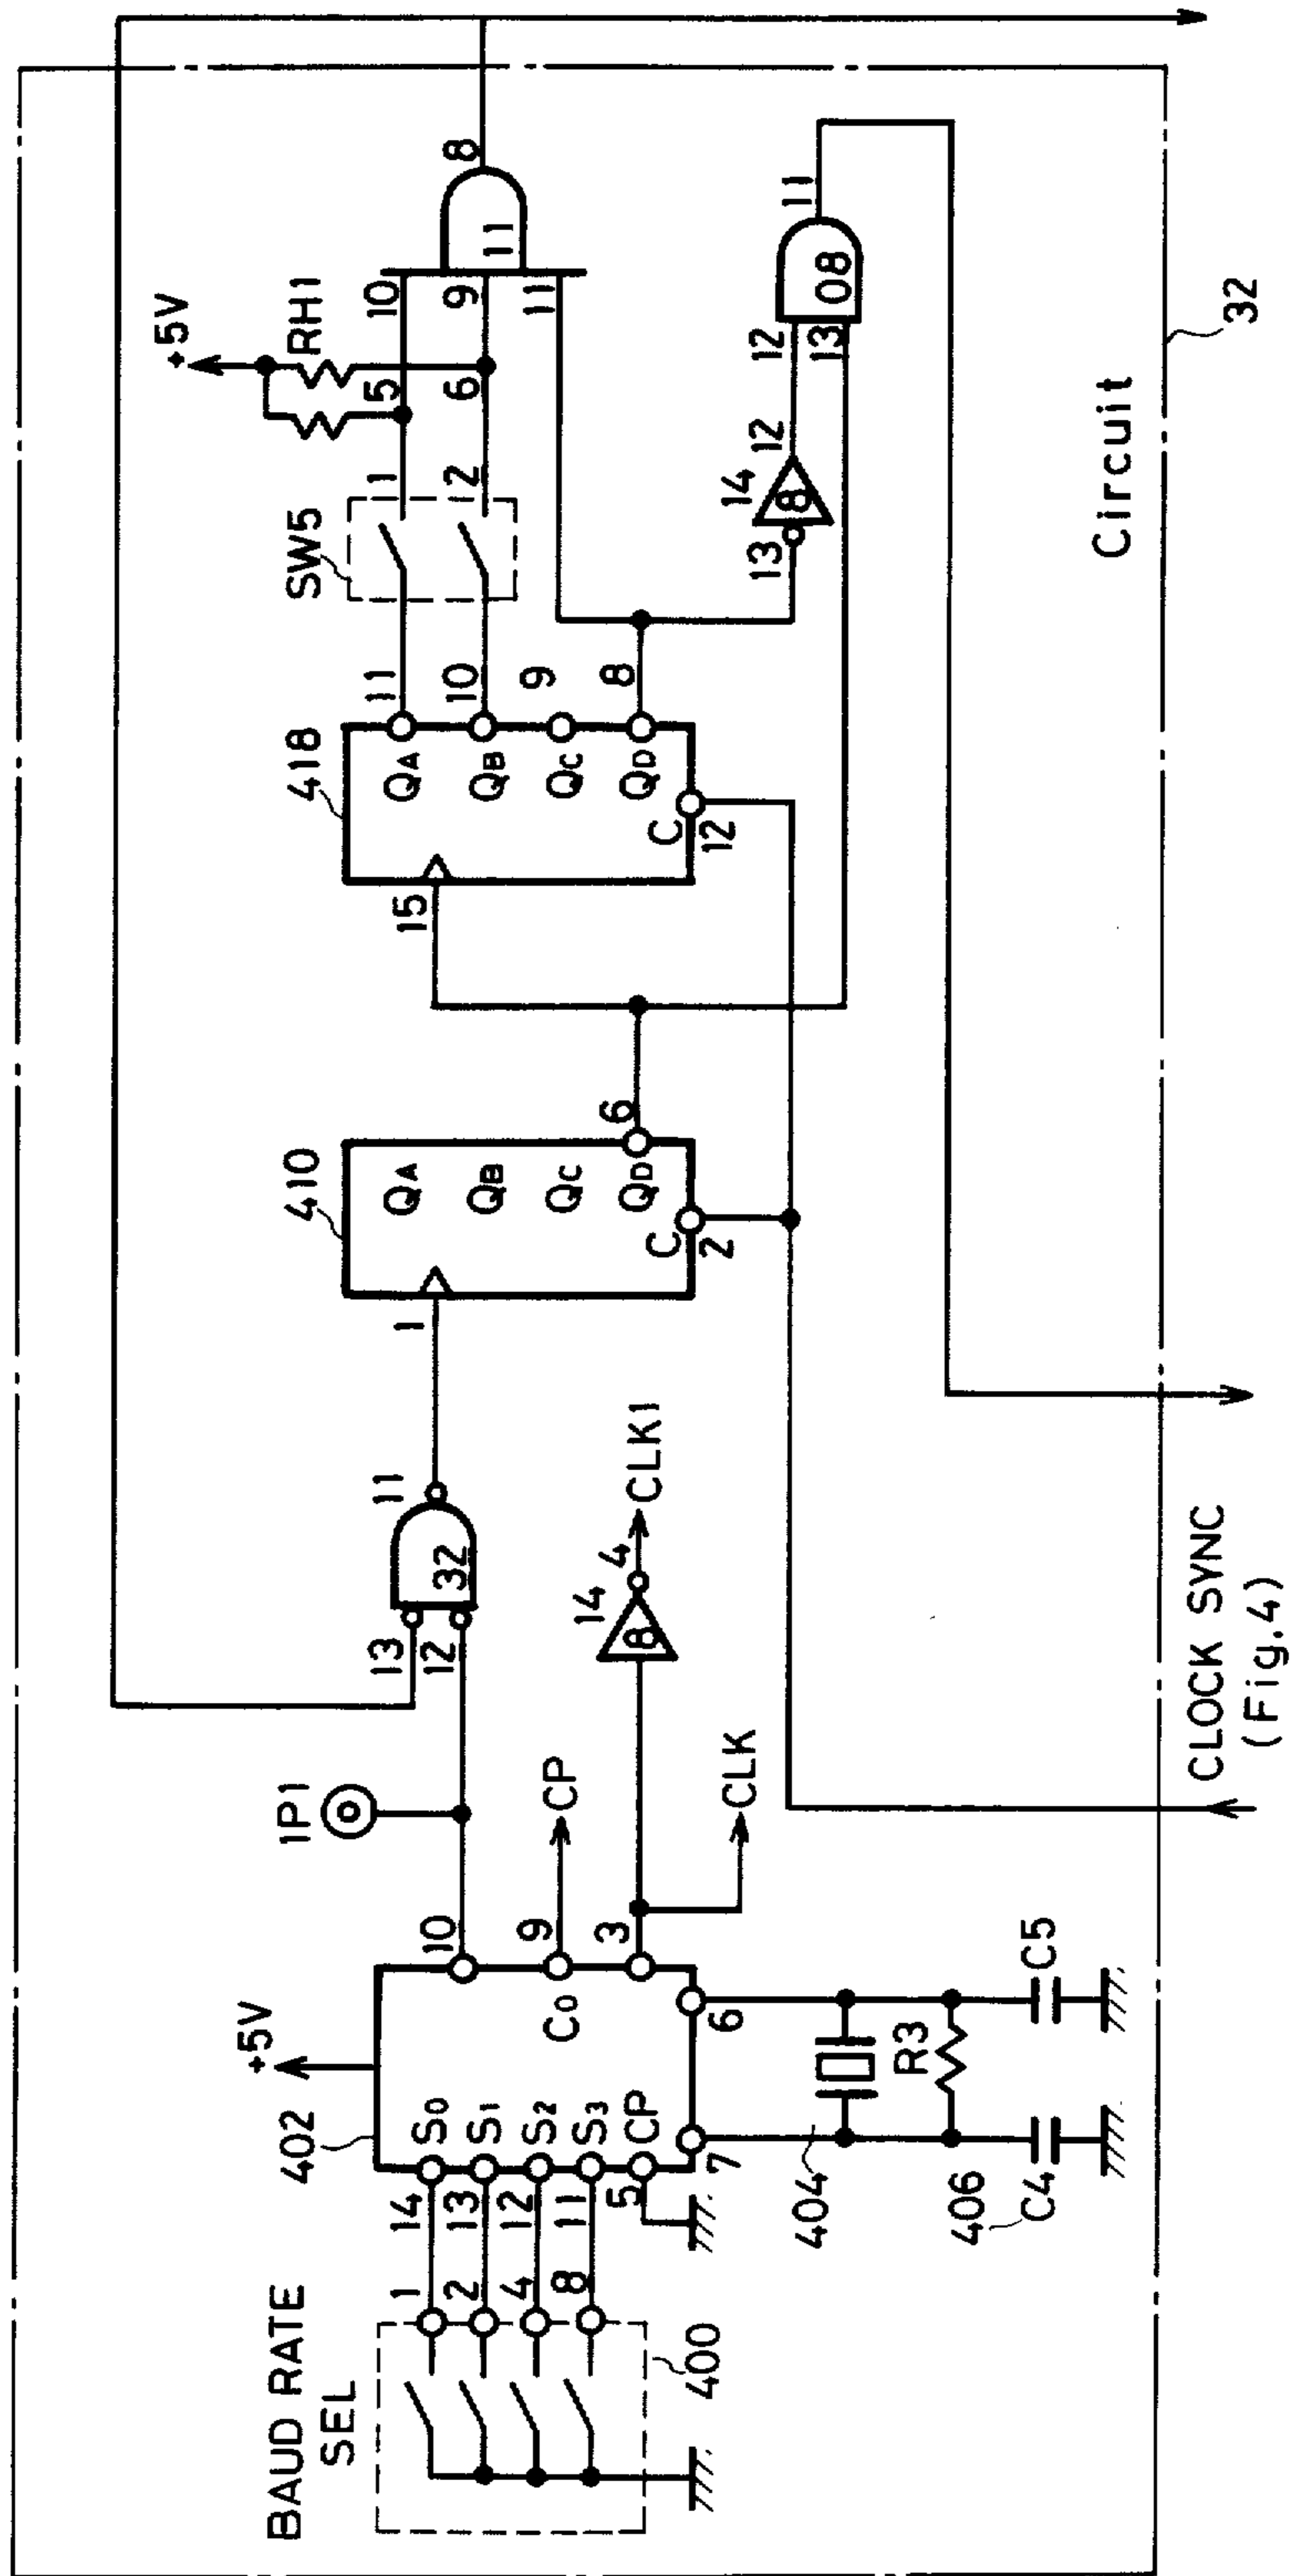 BAUD RATE
SEL
400
1
2
4
8
14
13
12
11
5
402
+5V
S0
S1
S2
S3
CP
C0
10
9
3
7
6
404
406
C4
R3
C5
1P1
CP
CLK
14
8
4
CLK1
13
12
32
11
CLOCK SYNC
(Fig.4)
1
410
QA
QB
QC
QD
C
2
6
15
418
QA
QB
QC
QD
C
12
11
10
9
8
SW5
1
2
5
6
+5V
RH1
10
9
11
11
8
13
14
8
12
12
13
08
11
Circuit
32